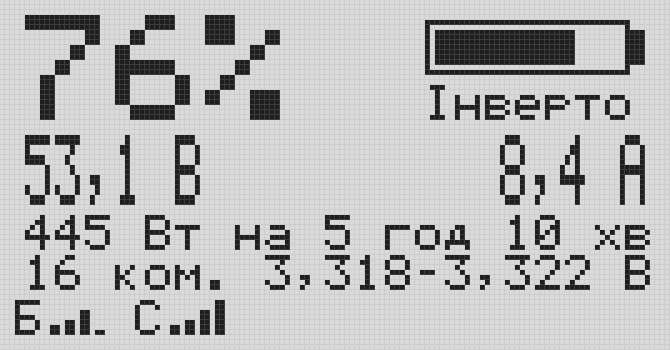 76%
Інверто
53,1 В 8,4 А
445 Вт на 5 год 10 хв
16 ком. 3,318-3,322 В
Б С